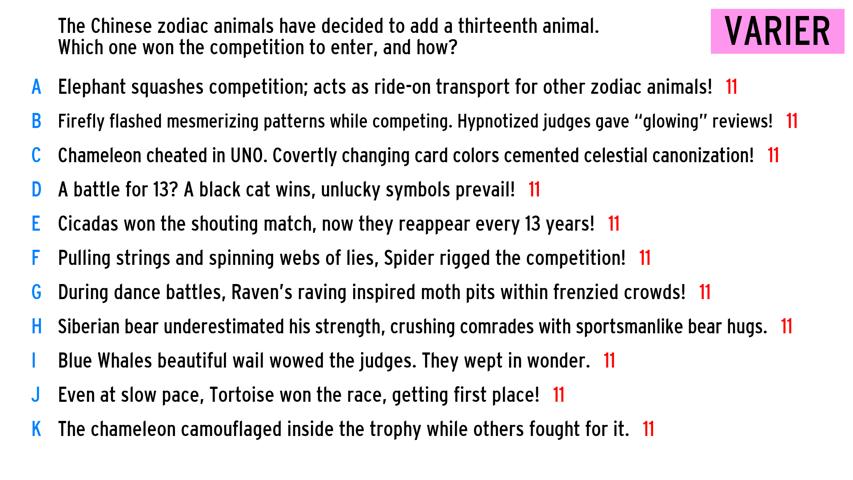 The Chinese zodiac animals have decided to add a thirteenth animal.
Which one won the competition to enter, and how?
VARIER
A Elephant squashes competition; acts as ride-on transport for other zodiac animals! 11
B Firefly flashed mesmerizing patterns while competing. Hypnotized judges gave “glowing” reviews! 11
C Chameleon cheated in UNO. Covertly changing card colors cemented celestial canonization! 11
D A battle for 13? A black cat wins, unlucky symbols prevail! 11
E Cicadas won the shouting match, now they reappear every 13 years! 11
F Pulling strings and spinning webs of lies, Spider rigged the competition! 11
G During dance battles, Raven's raving inspired moth pits within frenzied crowds! 11
H Siberian bear underestimated his strength, crushing comrades with sportsmanlike bear hugs. 11
I Blue Whales beautiful wail wowed the judges. They wept in wonder. 11
J Even at slow pace, Tortoise won the race, getting first place! 11
K The chameleon camouflaged inside the trophy while others fought for it. 11